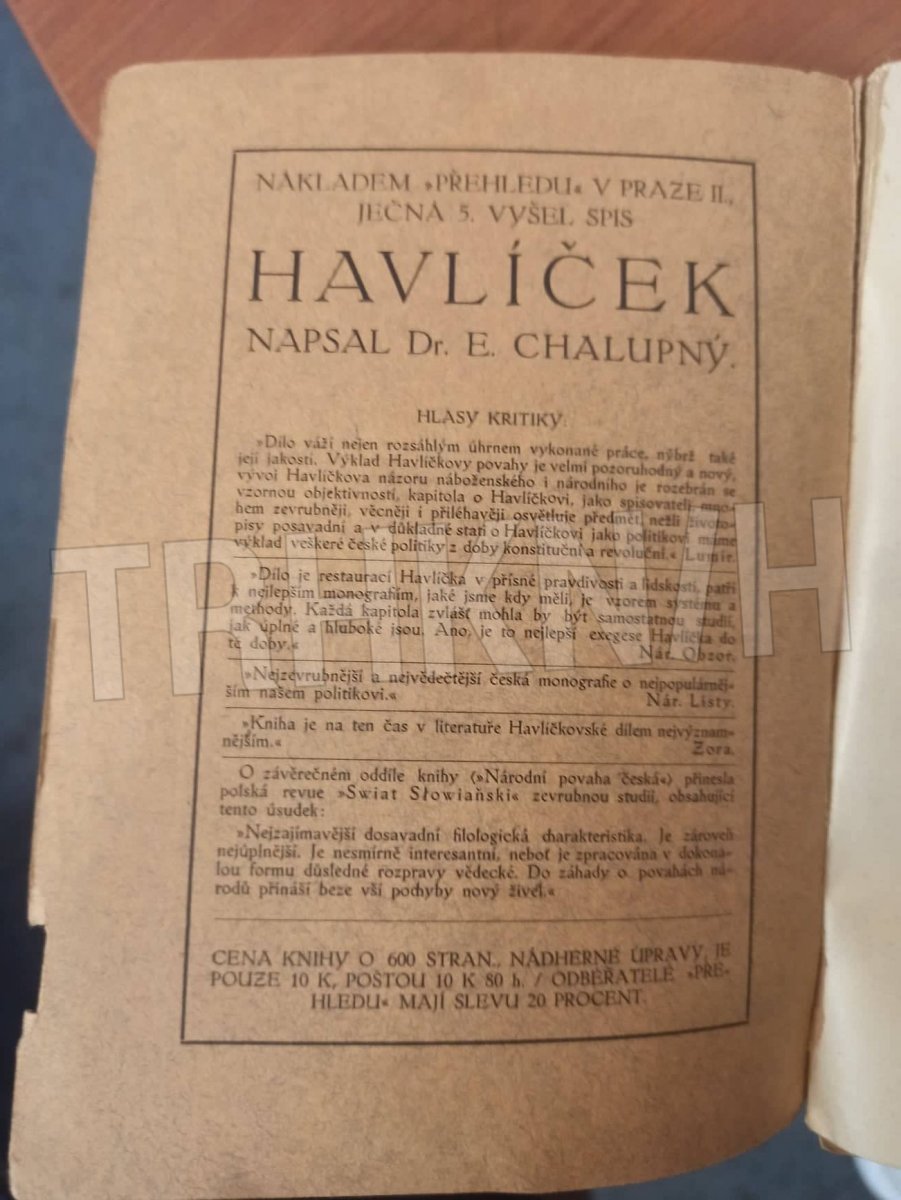 NÁKLADEM »PŘEHLEDU« V PRAZE II.,
JEČNÁ 5. VYŠEL SPIS
HAVLÍČEK
NAPSAL Dr. E. CHALUPNÝ.
HLASY KRITIKY:
»Dílo váží nejen rozsáhlým úhrnem vykonané práce, nýbrž také
její jakostí. Výklad Havlíčkovy povahy je velmi pozoruhodný a nový,
vývoj Havlíčkova názoru náboženského i národního je rozebrán se
vzornou objektivností, kapitola o Havlíčkovi, jako spisovateli mno-
hem zevrubněji, věcněji i přiléhavěji osvětluje předmět, nežli životo-
pisy posavadní a v důkladné stati o Havlíčkovi jako politikovi máme
výklad veškeré české politiky z doby konstituční a revoluční.« Lumír.
»Dílo je restaurací Havlíčka v přísné pravdivosti a lidskosti, patří
k nejlepším monografiím, jaké jsme kdy měli, je vzorem systému a
methody. Každá kapitola zvlášť mohla by být samostatnou studií,
jak úplné a hluboké jsou. Ano, je to nejlepší exegese Havlíčka do
té doby.« Nár. Obzor.
»Nejzevrubnější a nejvědečtější česká monografie o nejpopulárněj-
ším našem politikovi.« Nár. Listy.
»Kniha je na ten čas v literatuře Havlíčkovské dílem nejvýznam-
nějším.« Zora.
O závěrečném oddíle knihy (»Národní povaha česká«) přinesla
polská revue »Swiat Słowiański« zevrubnou studii, obsahující
tento úsudek:
»Nejzajímavější dosavadní filologická charakteristika. Je zároveň
nejúplnější. Je nesmírně interesantní, neboť je zpracována v dokona-
lou formu důsledné rozpravy vědecké. Do záhady o povahách ná-
rodů přináší beze vší pochyby nový živel.«
CENA KNIHY O 600 STRAN., NÁDHERNÉ ÚPRAVY, JE
POUZE 10 K, POŠTOU 10 K 80 h. / ODBĚRATELÉ »PŘE-
HLEDU« MAJÍ SLEVU 20 PROCENT.